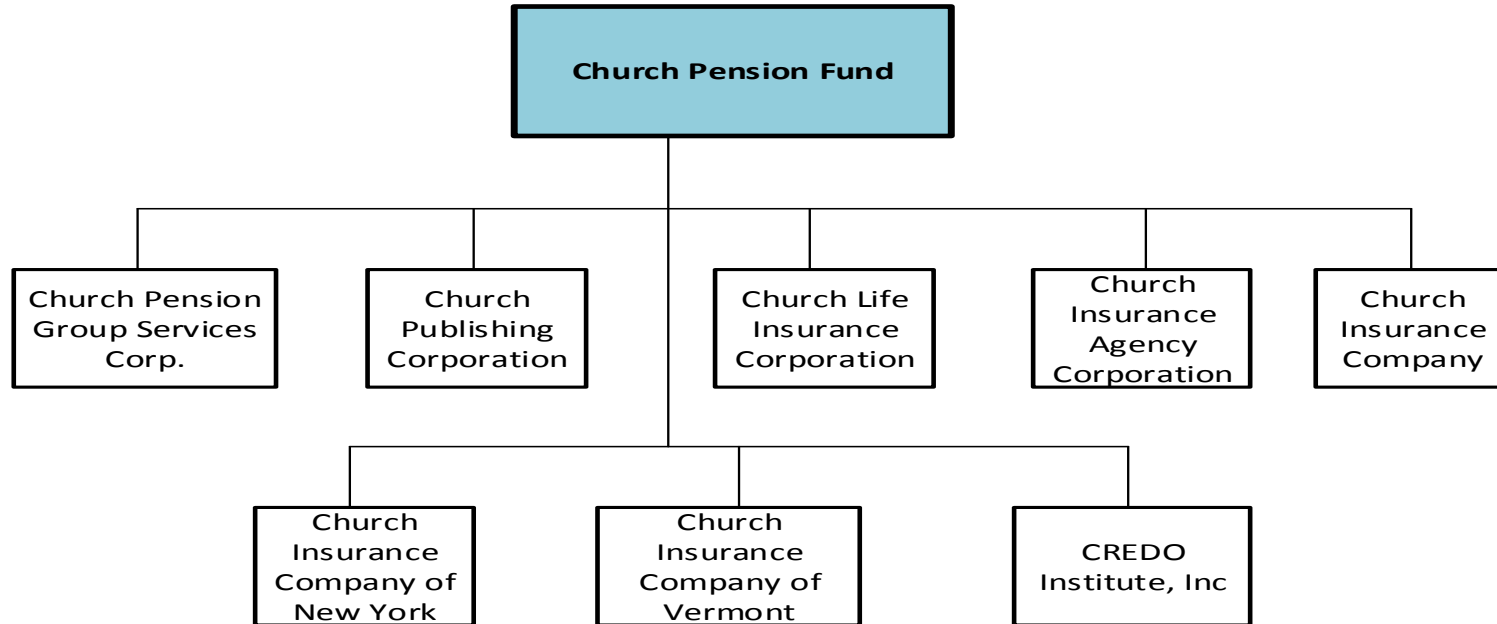 Church Pension Fund
Church Pension
Group Services
Corp.
Church
Publishing
Corporation
Church Life
Insurance
Corporation
Church
Insurance
Agency
Corporation
Church
Insurance
Company
Church
Insurance
Company of
New York
Church
Insurance
Company of
Vermont
CREDO
Institute, Inc